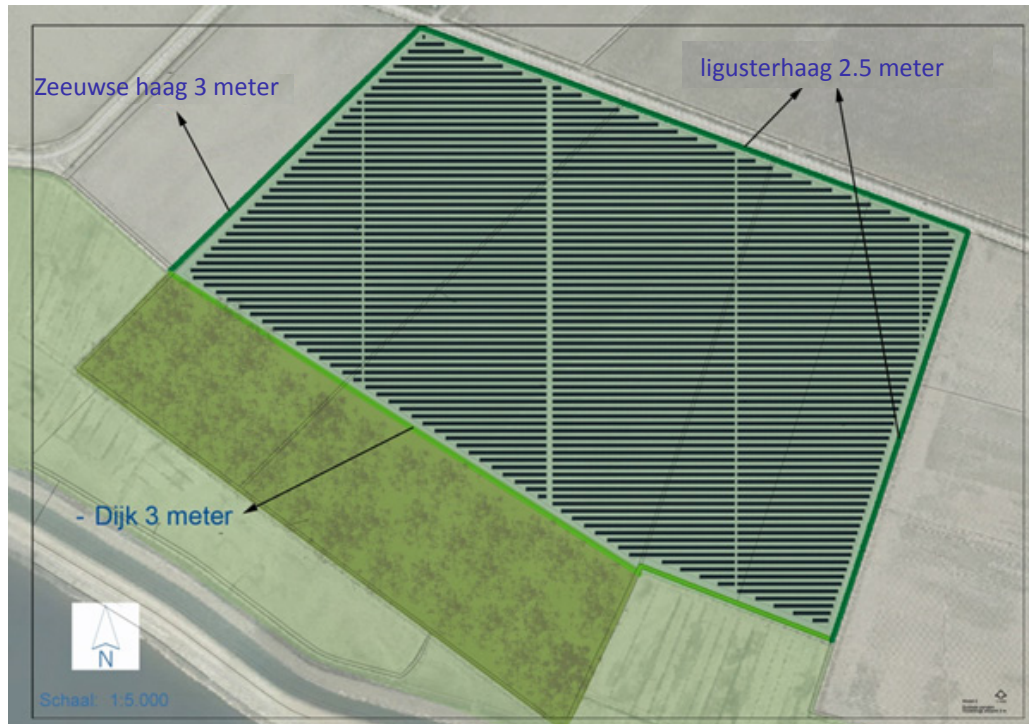 Zeeuwse haag 3 meter
ligusterhaag 2.5 meter
- Dijk 3 meter
N
Schaal: 1:5.000